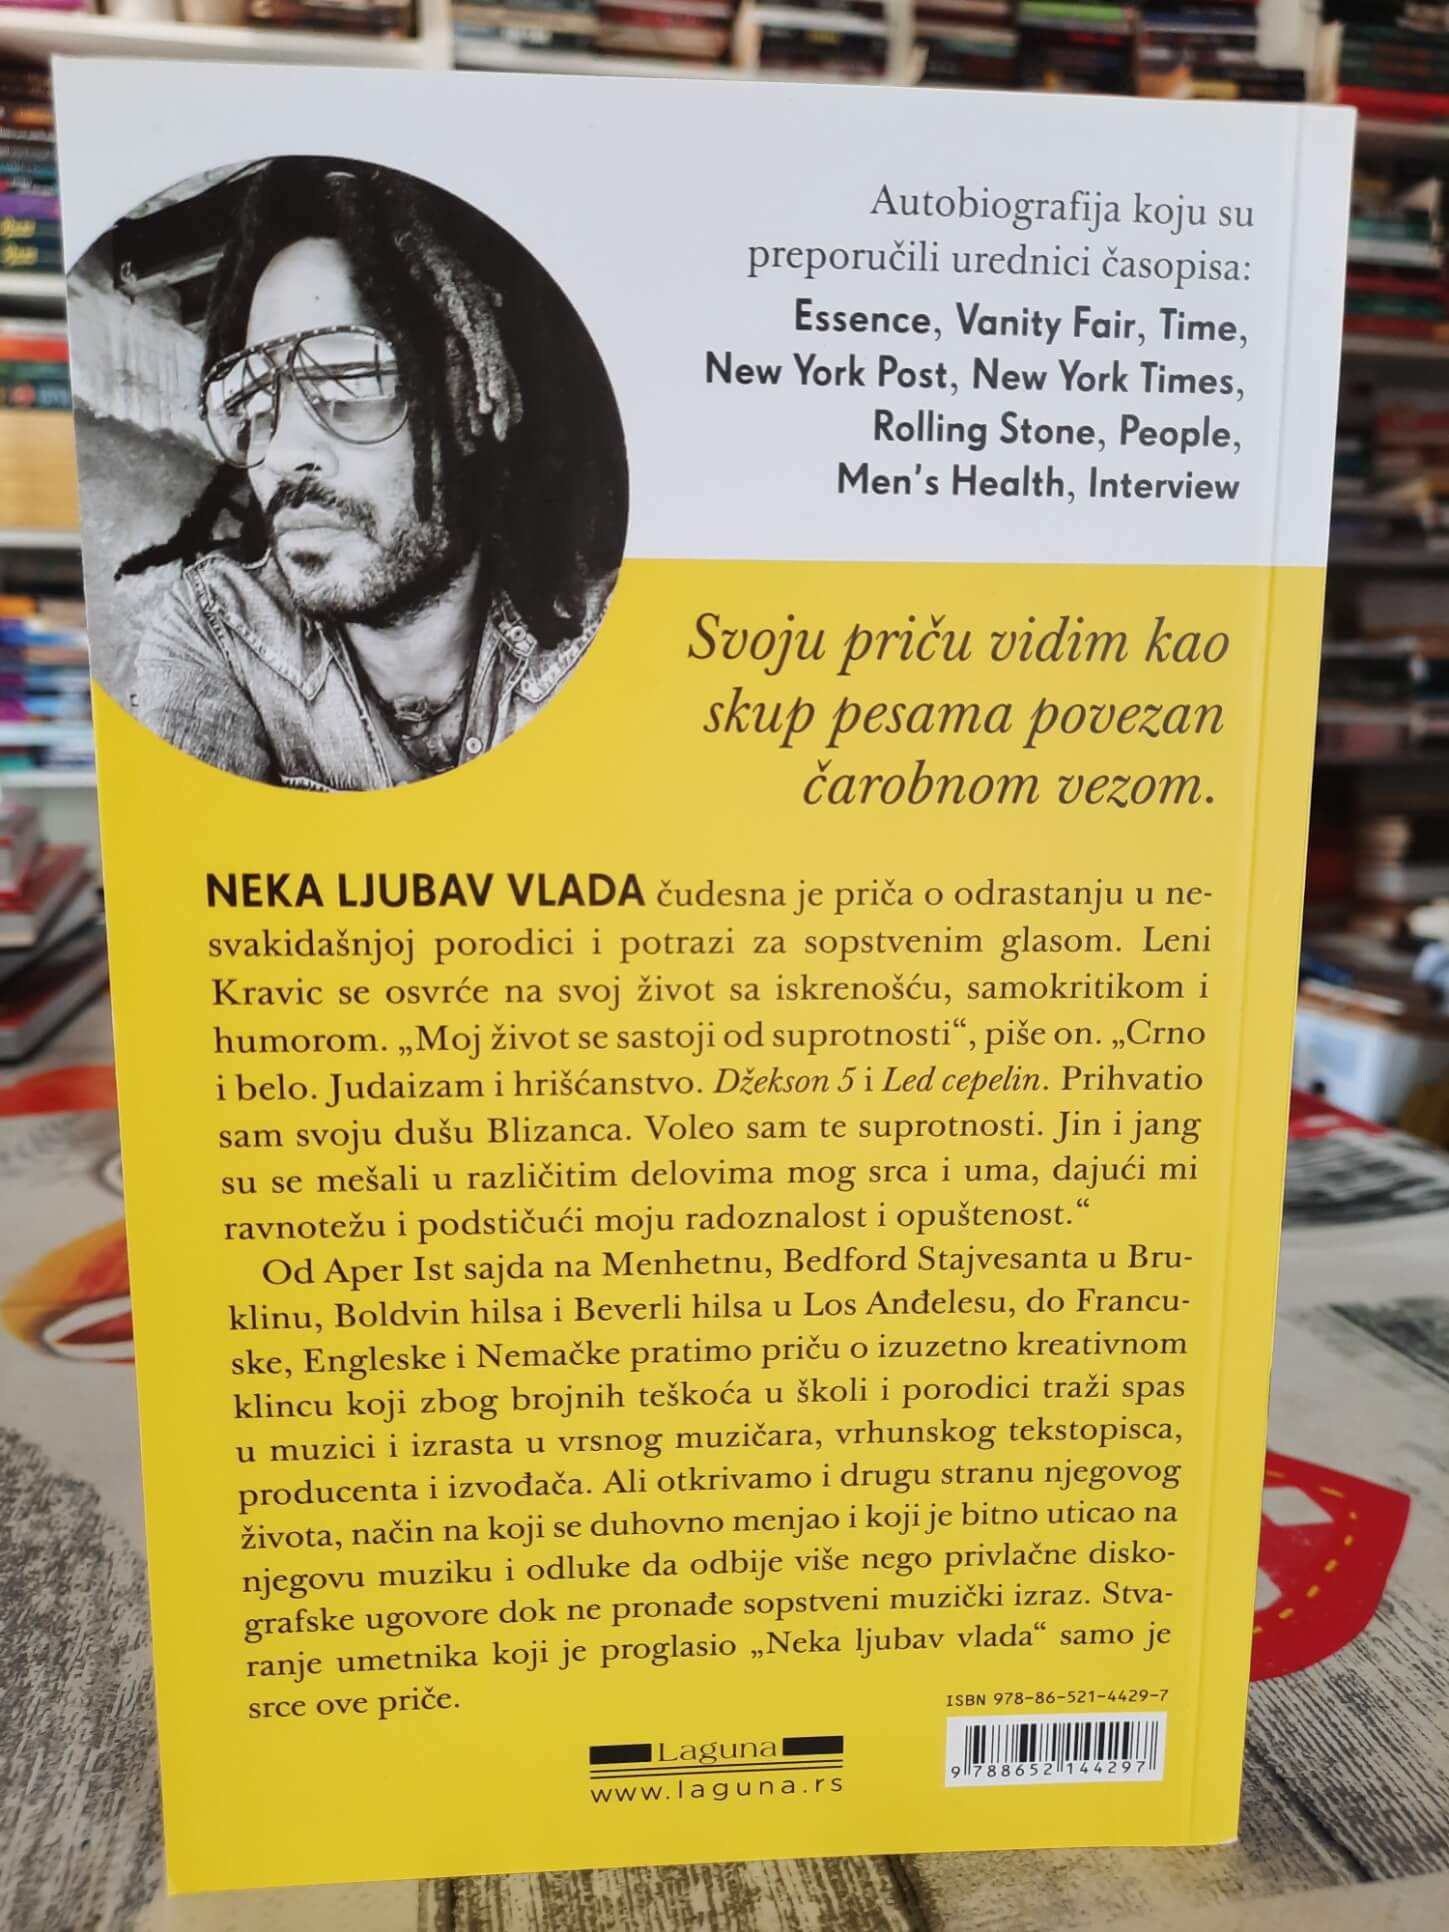 Autobiografija koju su
preporučili urednici časopisa:
Essence, Vanity Fair, Time,
New York Post, New York Times,
Rolling Stone, People,
Men's Health, Interview
Svoju priču vidim kao
skup pesama povezan
čarobnom vezom.
NEKA LJUBAV VLADA čudesna je priča o odrastanju u ne-
svakidašnjoj porodici i potrazi za sopstvenim glasom. Leni
Kravic se osvrće na svoj život sa iskrenošću, samokritikom i
humorom. „Moj život se sastoji od suprotnosti“, piše on. „Crno
i belo. Judaizam i hrišćanstvo. Džekson 5 i Led cepelin. Prihvatio
sam svoju dušu Blizanca. Voleo sam te suprotnosti. Jin i jang
su se mešali u različitim delovima mog srca i uma, dajući mi
ravnotežu i podstičući moju radoznalost i opuštenost.“
Od Aper Ist sajda na Menhetnu, Bedford Stajvesanta u Bru-
klinu, Boldvin hilsa i Beverli hilsa u Los Anđelesu, do Francu-
ske, Engleske i Nemačke pratimo priču o izuzetno kreativnom
klincu koji zbog brojnih teškoća u školi i porodici traži spas
u muzici i izrasta u vrsnog muzičara, vrhunskog tekstopisca,
producenta i izvođača. Ali otkrivamo i drugu stranu njegovog
života, način na koji se duhovno menjao i koji je bitno uticao na
njegovu muziku i odluke da odbije više nego privlačne disko-
grafske ugovore dok ne pronađe sopstveni muzički izraz. Stva-
ranje umetnika koji je proglasio „Neka ljubav vlada“ samo je
srce ove priče.
ISBN 978-86-521-4429-7
9 788652 144297
Laguna
www.laguna.rs